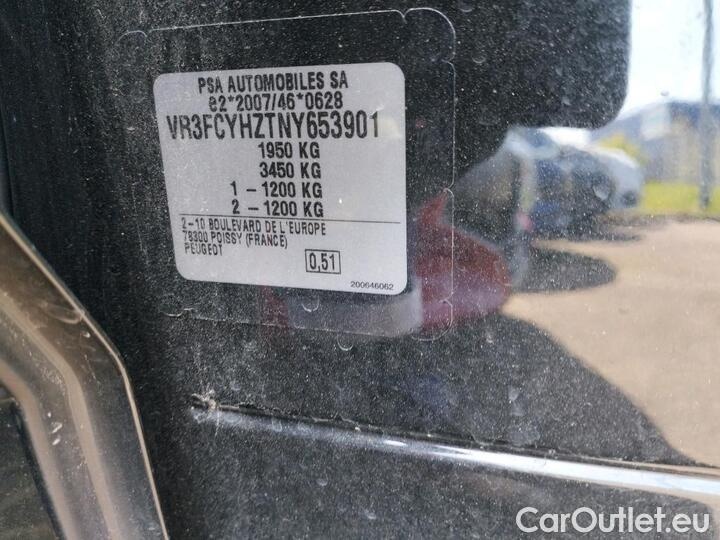 PSA AUTOMOBILES SA
e2*2007/46*0628
VR3FCYHZTNY653901
1950 KG
3450 KG
1 – 1200 KG
2 – 1200 KG
2–10 BOULEVARD DE L'EUROPE
78300 POISSY (FRANCE)
PEUGEOT
0,51
200646062
CarOutlet.eu